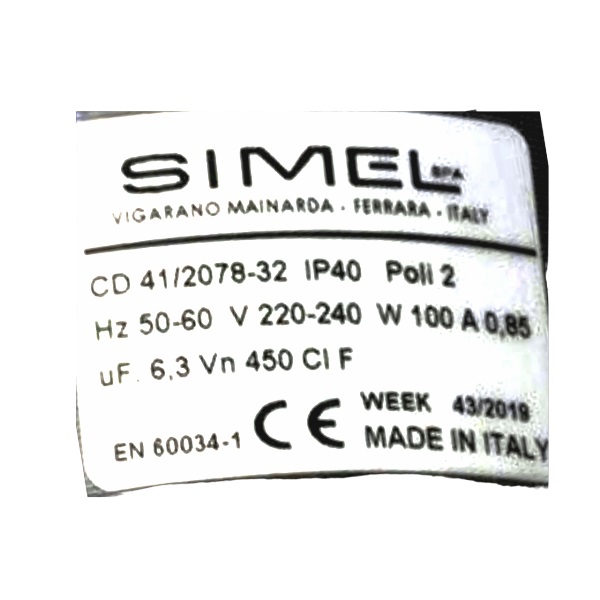 SIMEL SPA
VIGARANO MAINARDA - FERRARA - ITALY
CD 41/2078-32 IP40 Poli 2
Hz 50-60 V 220-240 W 100 A 0,85
uF. 6,3 Vn 450 Cl F
WEEK 43/2019
EN 60034-1 CE MADE IN ITALY